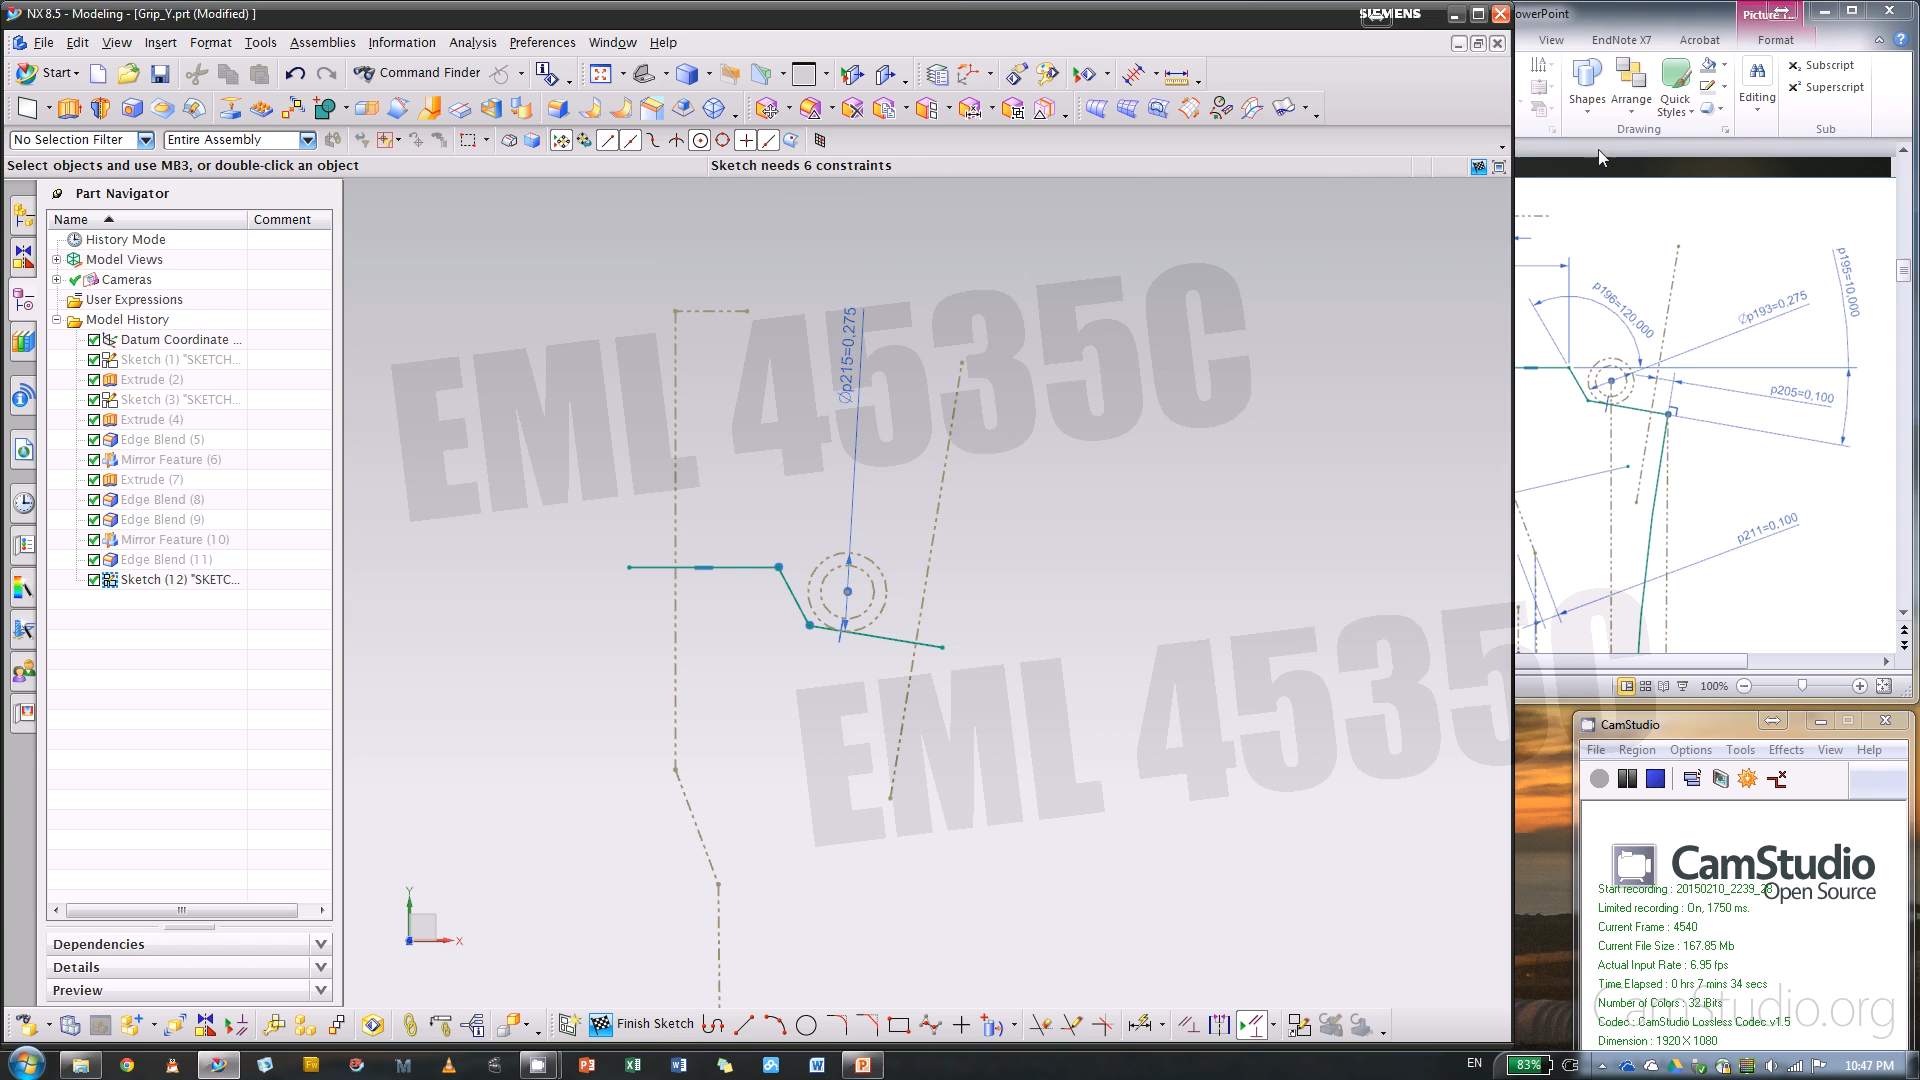 NX 8.5 - Modeling - [Grip_Y.prt (Modified) ]
SIEMENS
File Edit View Insert Format Tools Assemblies Information Analysis Preferences Window Help
Start
Command Finder
No Selection Filter
Entire Assembly
Select objects and use MB3, or double-click an object
Sketch needs 6 constraints
Part Navigator
Name
Comment
History Mode
Model Views
Cameras
User Expressions
Model History
Datum Coordinate ...
Sketch (1) "SKETCH...
Extrude (2)
Sketch (3) "SKETCH...
Extrude (4)
Edge Blend (5)
Mirror Feature (6)
Extrude (7)
Edge Blend (8)
Edge Blend (9)
Mirror Feature (10)
Edge Blend (11)
Sketch (12) "SKETC...
Dependencies
Details
Preview
EML 4535C
EML 4535C
Øp215=0,275
Y
X
Finish Sketch
owerPoint
View EndNote X7 Acrobat Format
Shapes
Arrange
Quick
Styles
Editing
Subscript
Superscript
Drawing
Sub
p196=120,000
Øp193=0,275
p195=10,000
p205=0,100
p211=0,100
100%
CamStudio
File Region Options Tools Effects View Help
CamStudio
Open Source
Start recording : 20150210_2239_28
Limited recording : On, 1750 ms.
Current Frame : 4540
Current File Size : 167.85 Mb
Actual Input Rate : 6.95 fps
Time Elapsed : 0 hrs 7 mins 34 secs
Number of Colors : 32 Bits
Codec : CamStudio Lossless Codec v1.5
Dimension : 1920 X 1080
CamStudio.org
EN
83%
10:47 PM